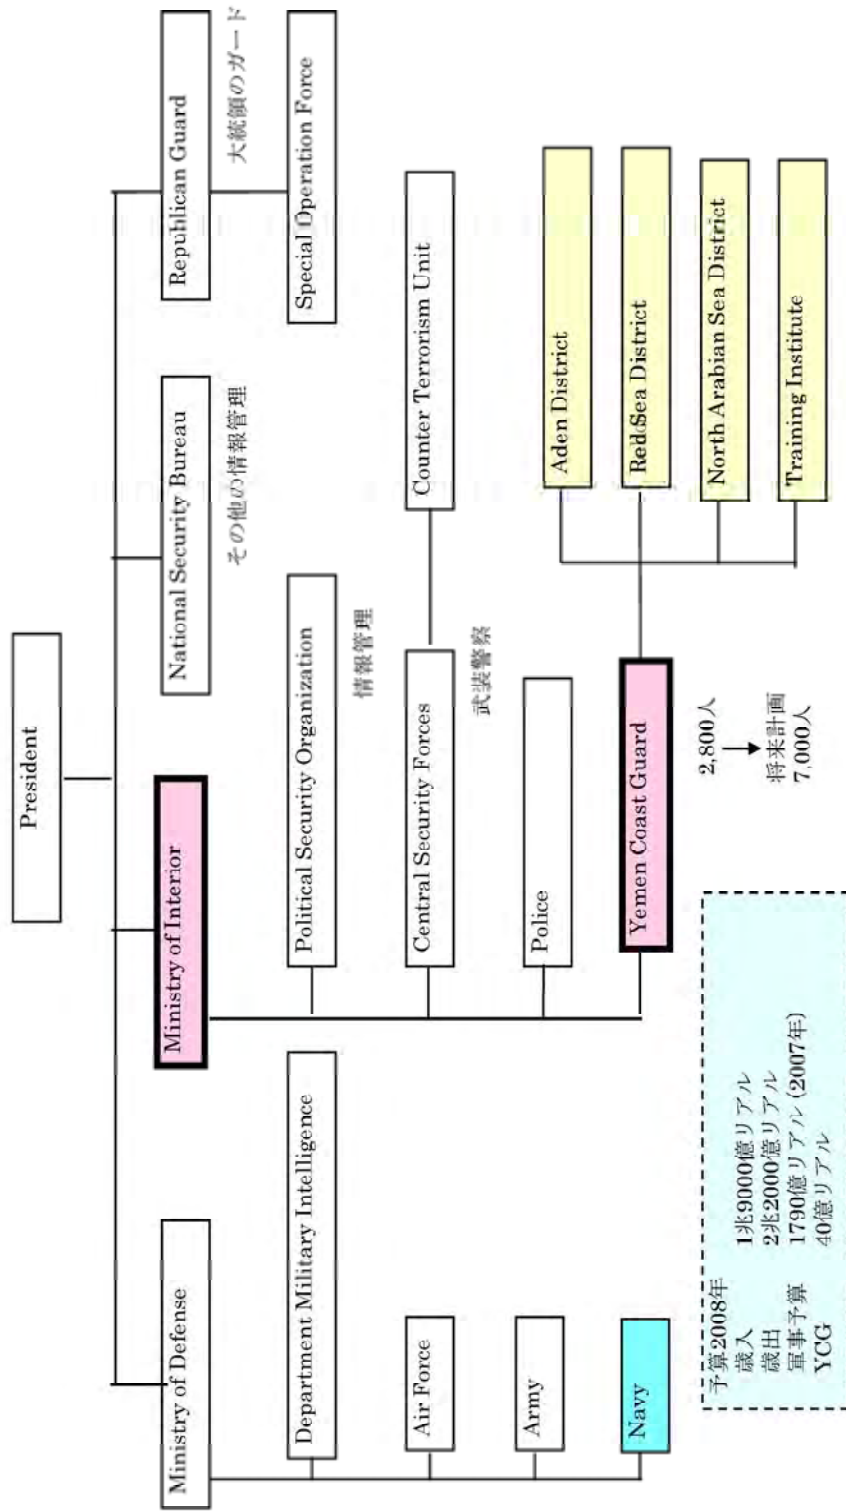 President
Ministry of Defense
Ministry of Interior
National Security Bureau
その他の情報管理
Republican Guard
大統領のガード
Department Military Intelligence
Political Security Organization
情報管理
Special Operation Force
Air Force
Central Security Forces
武装警察
Counter Terrorism Unit
Army
Police
Navy
Yemen Coast Guard
2,800人
将来計画
7,000人
Aden District
Red Sea District
North Arabian Sea District
Training Institute
予算2008年
歳入 1兆9000億リアル
歳出 2兆2000億リアル
軍事予算 1790億リアル (2007年)
YCG 40億リアル